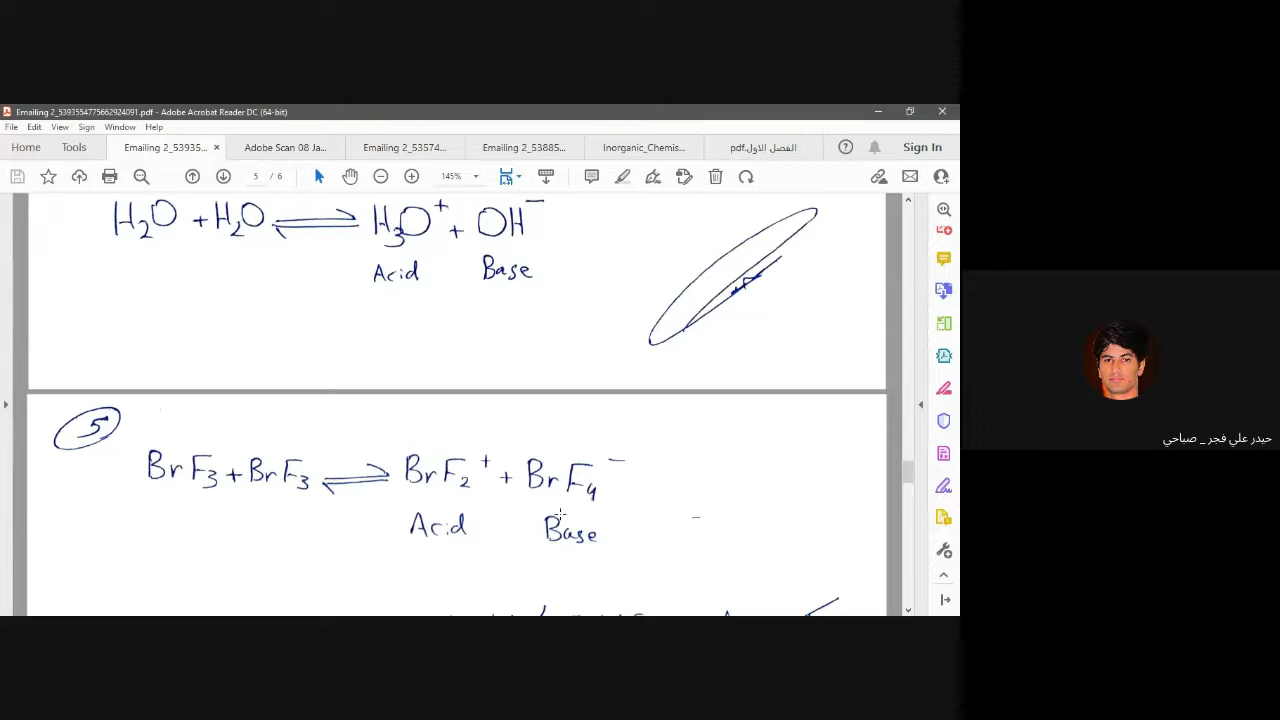 Emailing 2_5393554775662924091.pdf - Adobe Acrobat Reader DC (64-bit)
File Edit View Sign Window Help
Home Tools Emailing 2_53935... × Adobe Scan 08 Ja... Emailing 2_53574... Emailing 2_53885... Inorganic_Chemis... الفصل الاول.pdf Sign In
5 / 6 145%
H₂O + H₂O ⇌ H₃O⁺ + OH⁻
Acid Base
5
BrF₃ + BrF₃ ⇌ BrF₂⁺ + BrF₄⁻
Acid Base
حيدر علي فجر _ صباحي